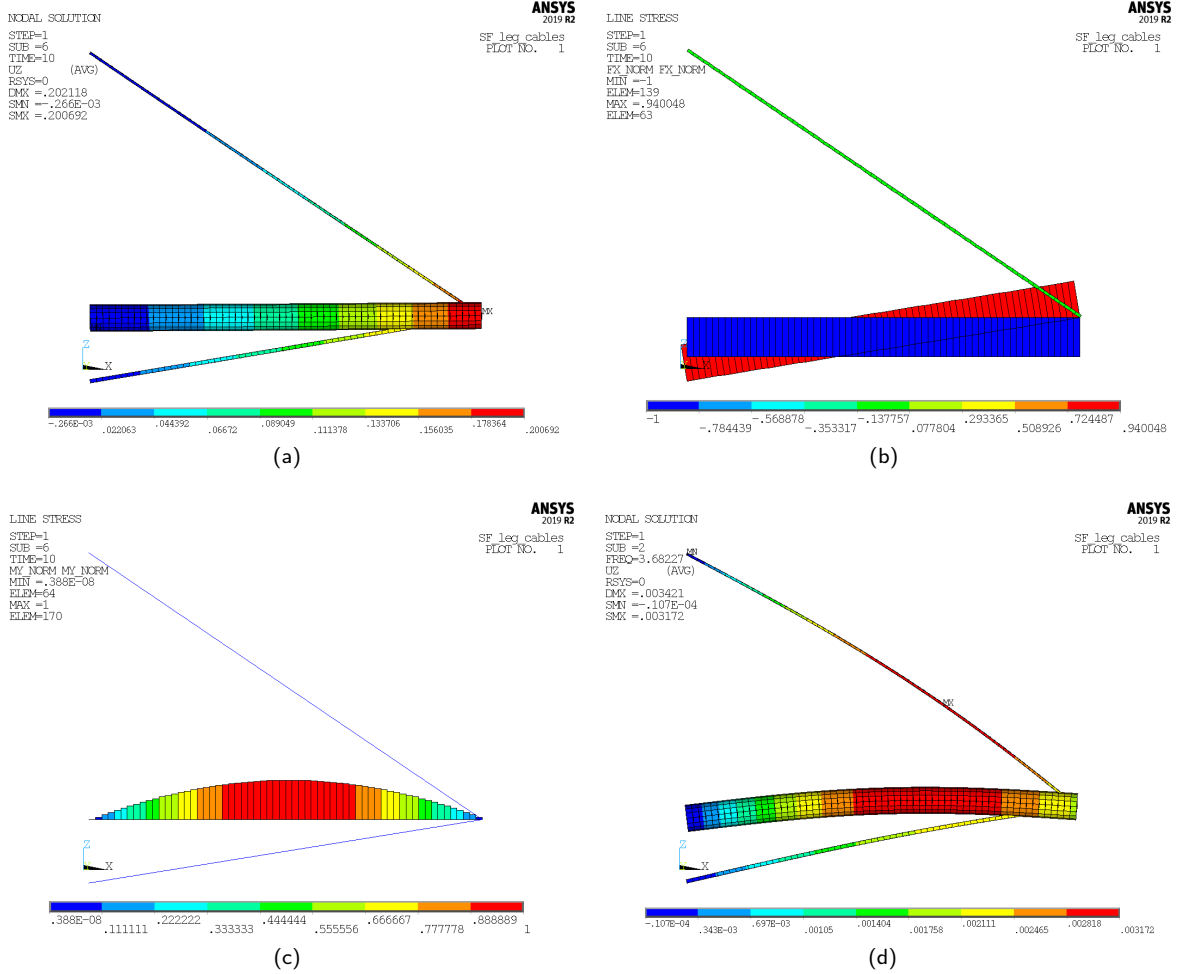 ANSYS
2019 R2
NODAL SOLUTION
SF_leg_cables
PLOT NO. 1
STEP=1
SUB =6
TIME=10
UZ (AVG)
RSYS=0
DMX =.202118
SMN =-.266E-03
SMX =.200692
MX
Z
X
-.266E-03 .022063 .044392 .06672 .089049 .111378 .133706 .156035 .178364 .200692
(a)
ANSYS
2019 R2
LINE STRESS
SF_leg_cables
PLOT NO. 1
STEP=1
SUB =6
TIME=10
FX_NORM FX_NORM
MIN =-1
ELEM=139
MAX =.940048
ELEM=63
Z
X
-1 -.784439 -.568878 -.353317 -.137757 .077804 .293365 .508926 .724487 .940048
(b)
ANSYS
2019 R2
LINE STRESS
SF_leg_cables
PLOT NO. 1
STEP=1
SUB =6
TIME=10
MY_NORM MY_NORM
MIN =.388E-08
ELEM=64
MAX =1
ELEM=170
Z
X
.388E-08 .111111 .222222 .333333 .444444 .555556 .666667 .777778 .888889 1
(c)
ANSYS
2019 R2
NODAL SOLUTION
SF_leg_cables
PLOT NO. 1
STEP=1
SUB =2
FREQ=3.68227
UZ (AVG)
RSYS=0
DMX =.003421
SMN =-.107E-04
SMX =.003172
MN
MX
Z
X
-.107E-04 .343E-03 .697E-03 .00105 .001404 .001758 .002111 .002465 .002818 .003172
(d)